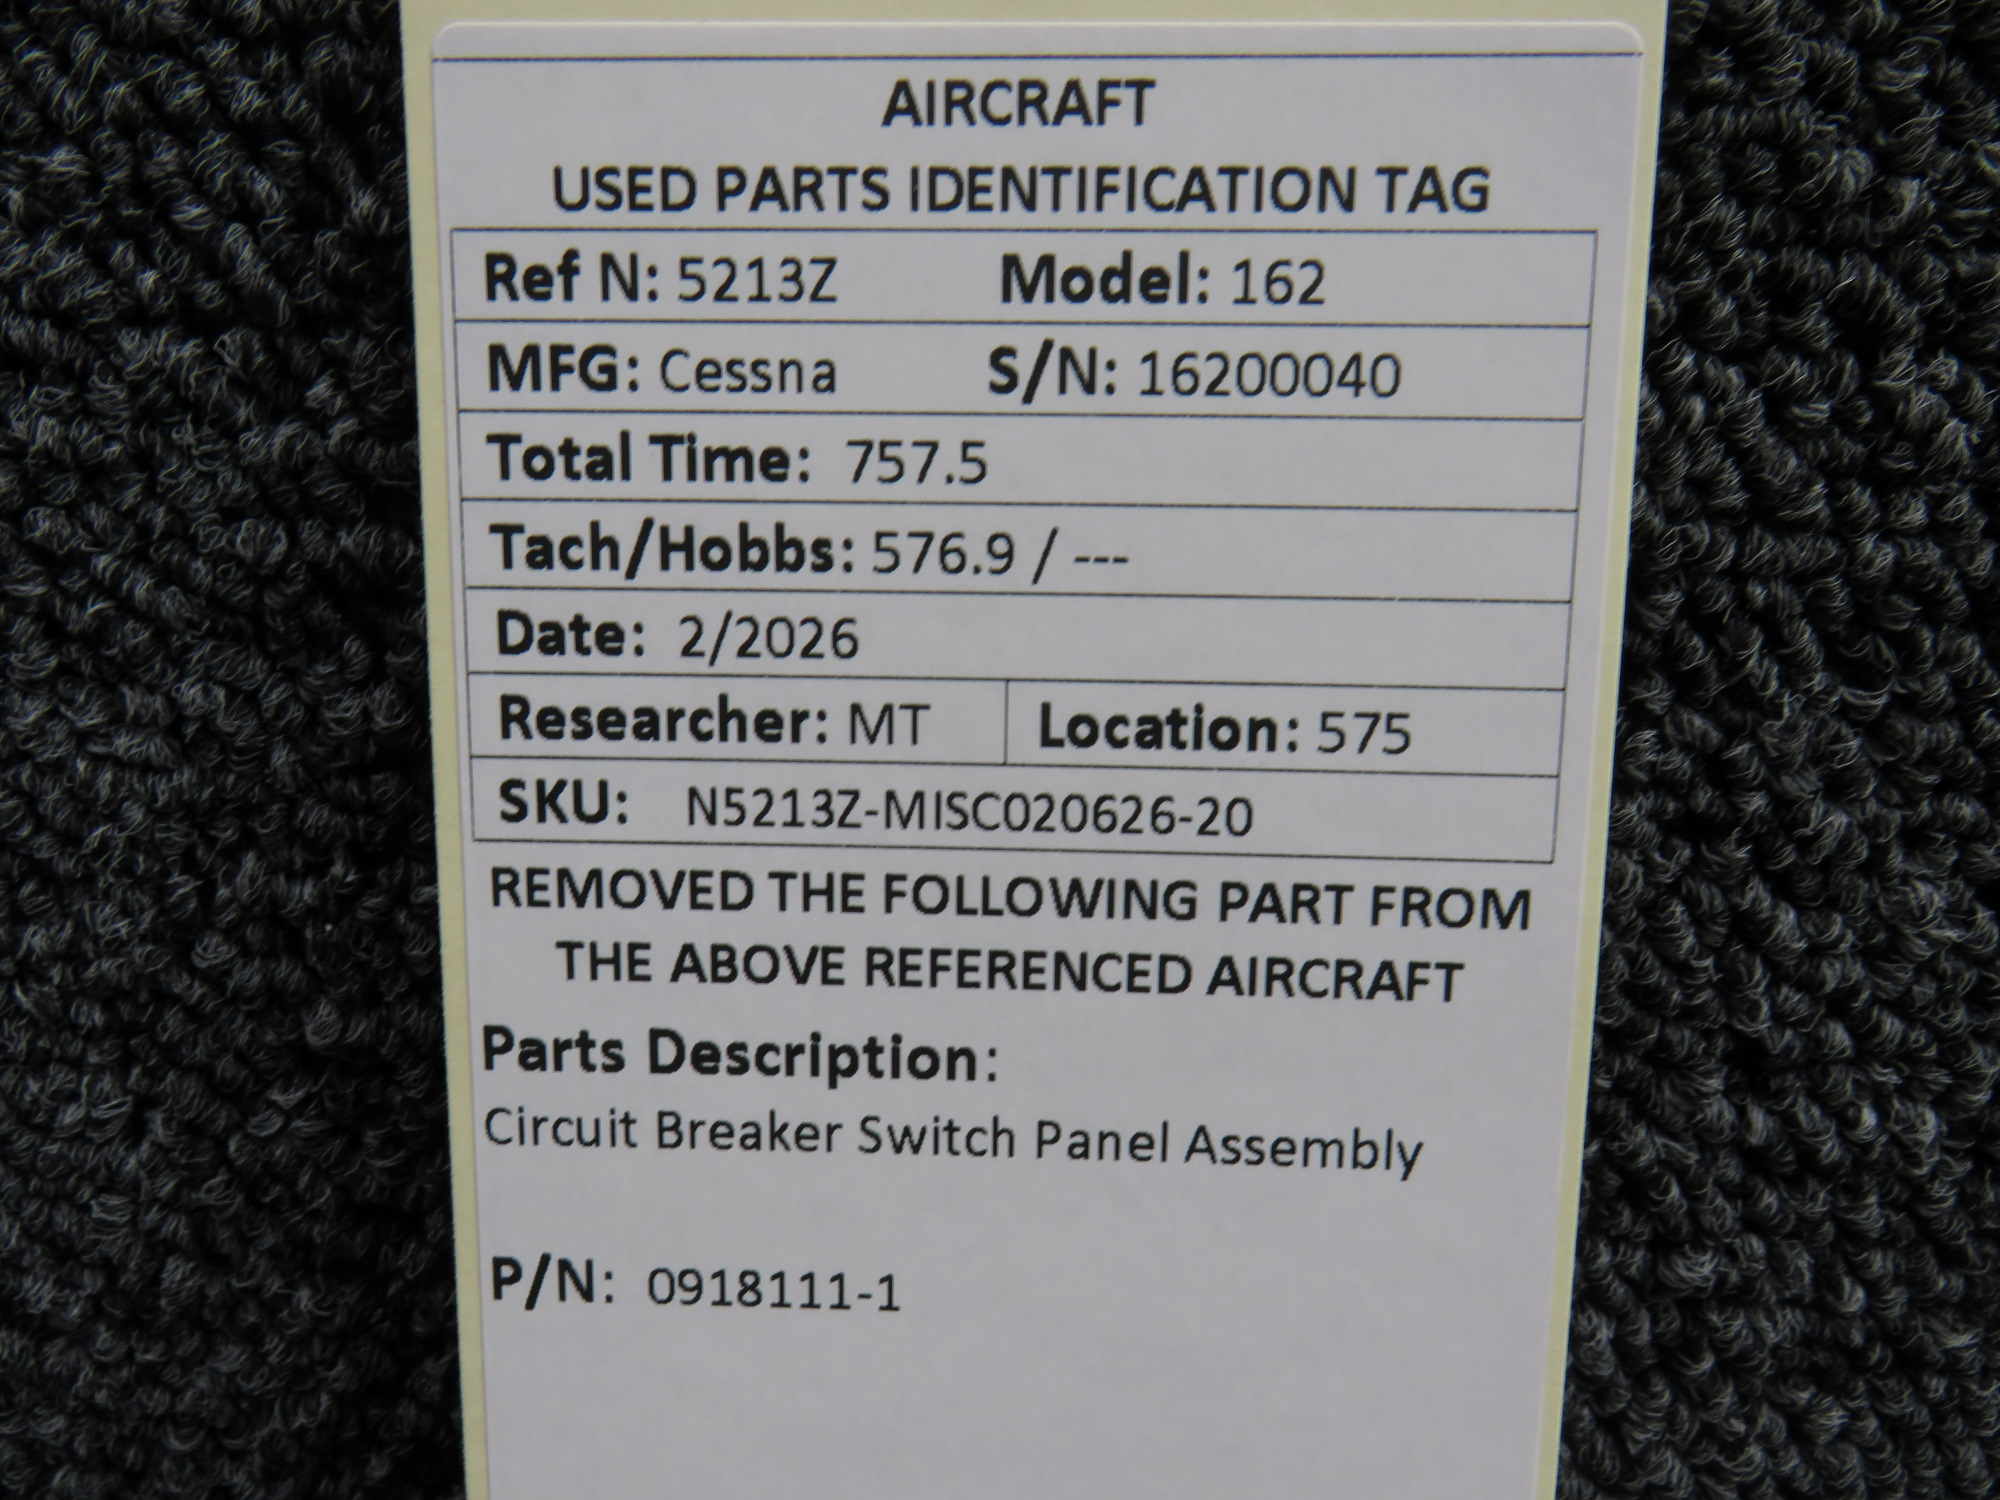 AIRCRAFT
USED PARTS IDENTIFICATION TAG
Ref N: 5213Z Model: 162
MFG: Cessna S/N: 16200040
Total Time: 757.5
Tach/Hobbs: 576.9 / ---
Date: 2/2026
Researcher: MT Location: 575
SKU: N5213Z-MISC020626-20
REMOVED THE FOLLOWING PART FROM
THE ABOVE REFERENCED AIRCRAFT
Parts Description:
Circuit Breaker Switch Panel Assembly
P/N: 0918111-1